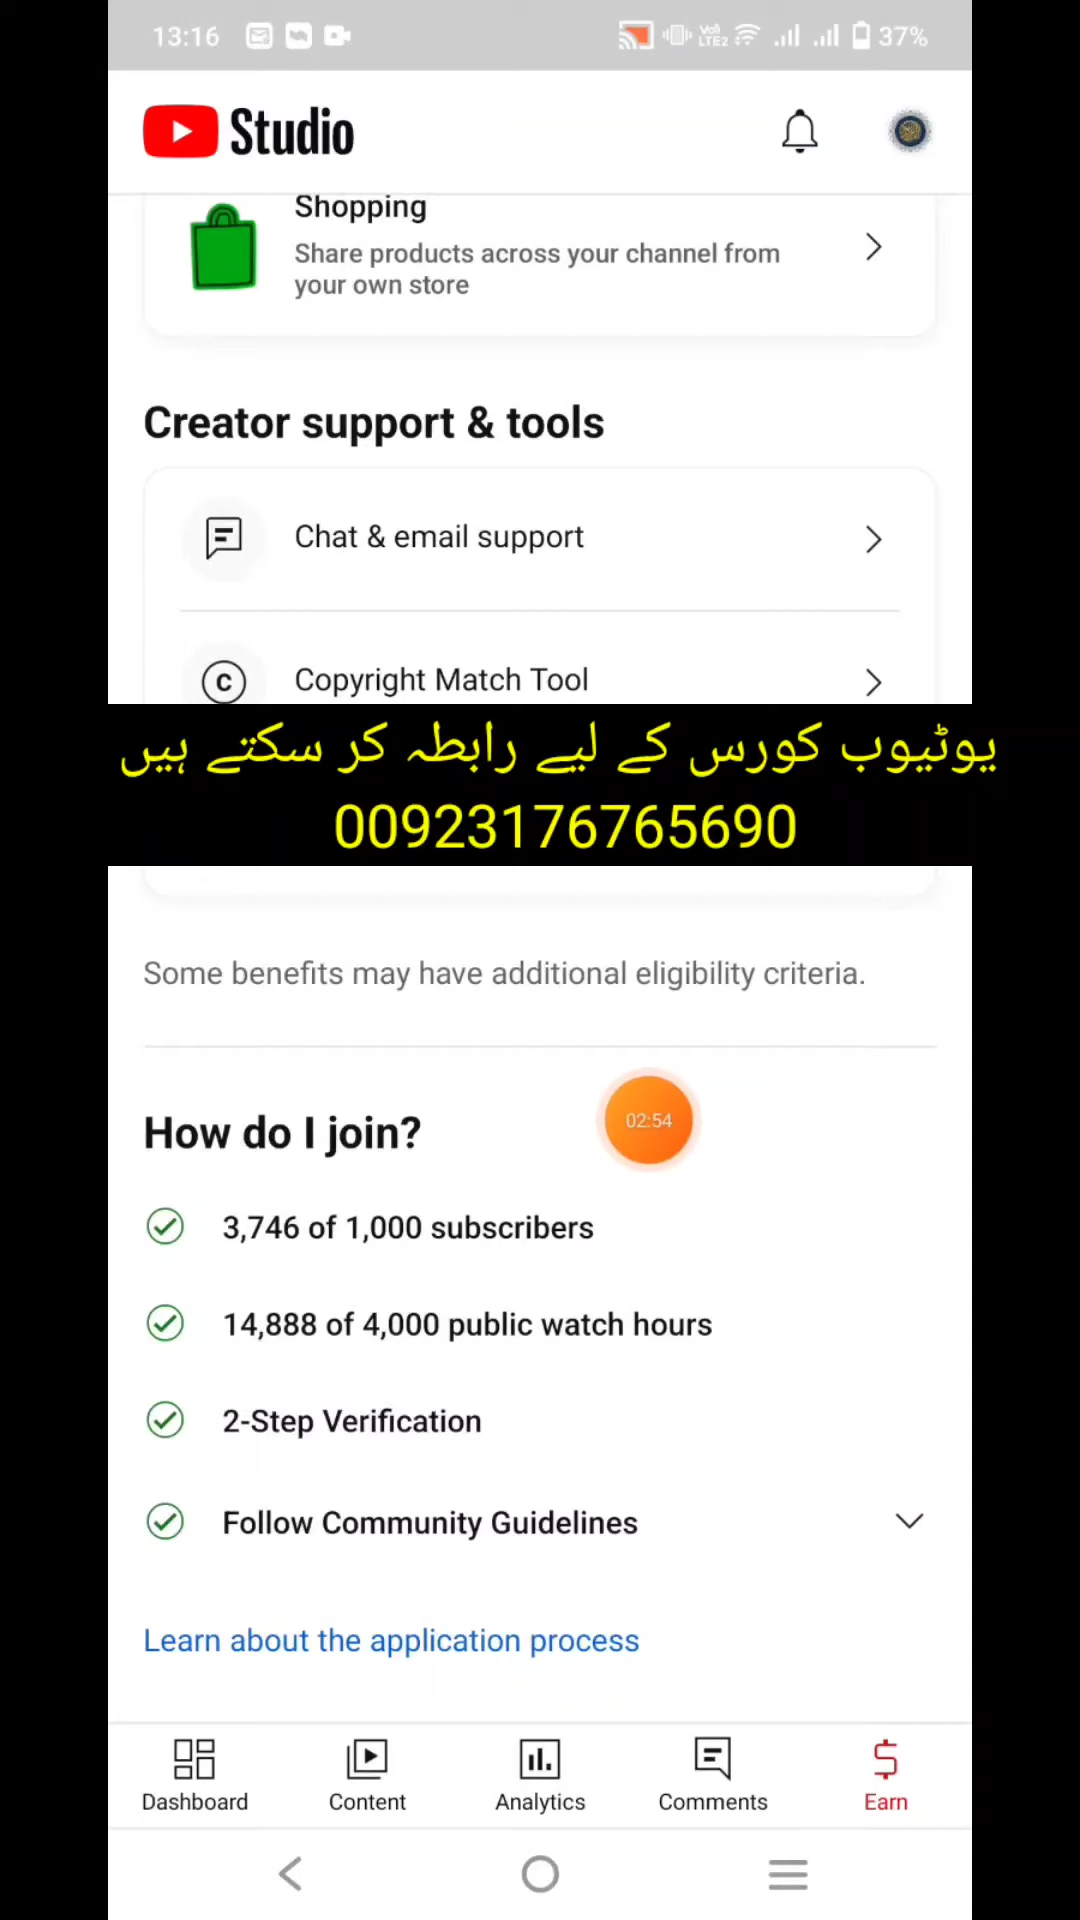 13:16
VoB LTE2
37%
Studio
Shopping
Share products across your channel from
your own store
Creator support & tools
Chat & email support
Copyright Match Tool
یوٹیوب کورس کے لیے رابطہ کر سکتے ہیں
00923176765690
Some benefits may have additional eligibility criteria.
How do I join?
02:54
3,746 of 1,000 subscribers
14,888 of 4,000 public watch hours
2-Step Verification
Follow Community Guidelines
Learn about the application process
Dashboard
Content
Analytics
Comments
Earn